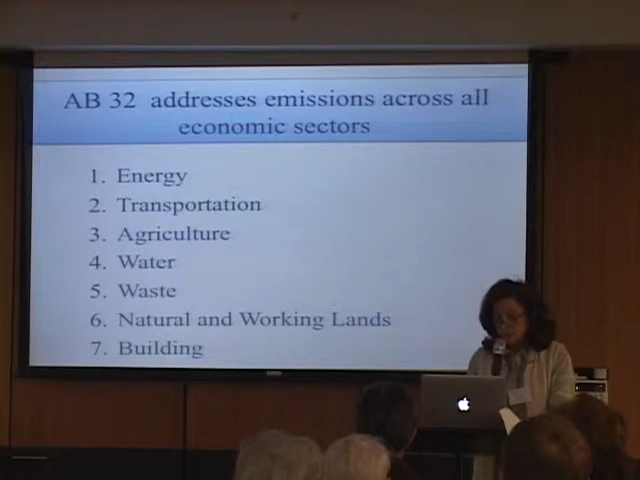 AB 32 addresses emissions across all
economic sectors
1. Energy
2. Transportation
3. Agriculture
4. Water
5. Waste
6. Natural and Working Lands
7. Building